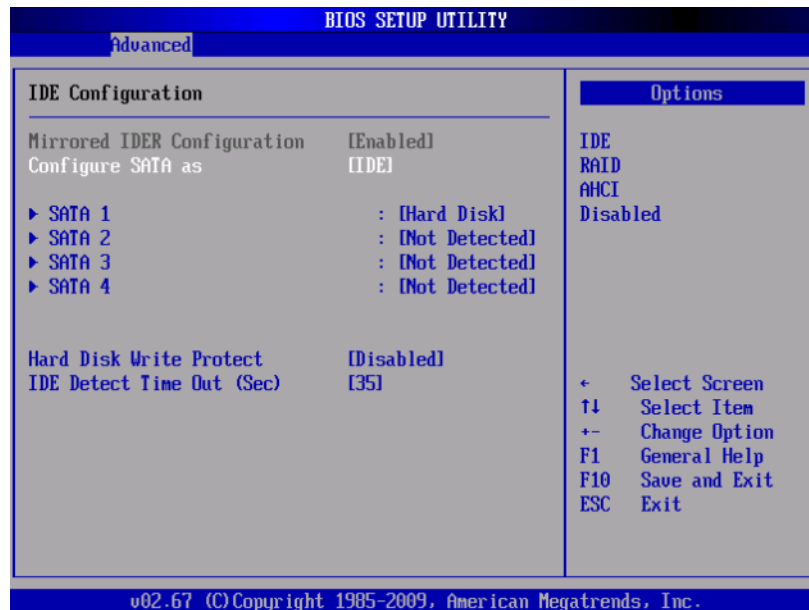 BIOS SETUP UTILITY
Advanced
IDE Configuration
Mirrored IDER Configuration [Enabled]
Configure SATA as [IDE]
▶ SATA 1 : [Hard Disk]
▶ SATA 2 : [Not Detected]
▶ SATA 3 : [Not Detected]
▶ SATA 4 : [Not Detected]
Hard Disk Write Protect [Disabled]
IDE Detect Time Out (Sec) [35]
Options
IDE
RAID
AHCI
Disabled
← Select Screen
↑↓ Select Item
+- Change Option
F1 General Help
F10 Save and Exit
ESC Exit
v02.67 (C)Copyright 1985-2009, American Megatrends, Inc.